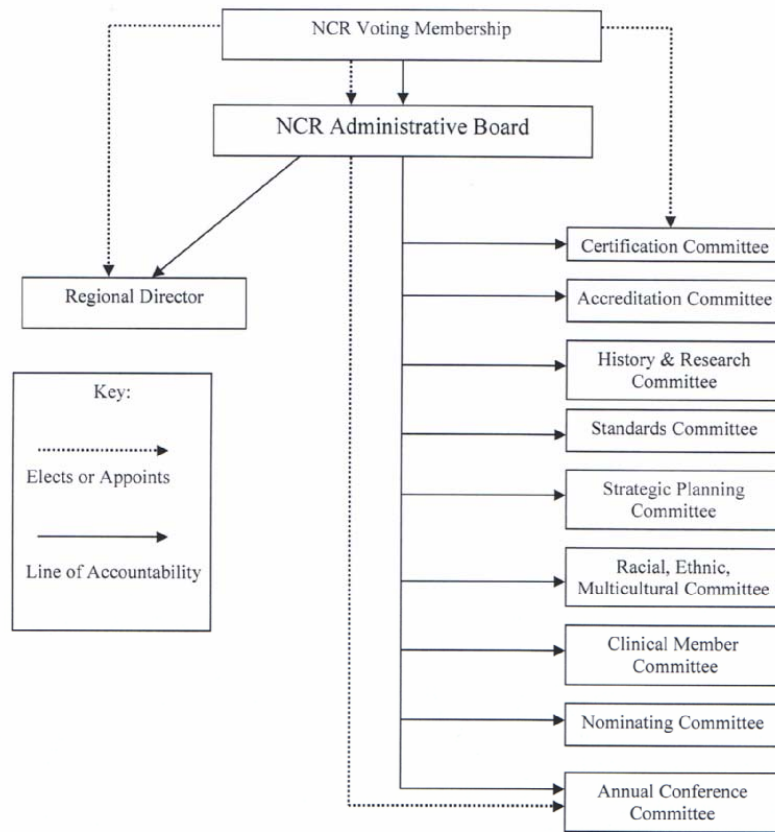 NCR Voting Membership
NCR Administrative Board
Certification Committee
Regional Director
Accreditation Committee
History & Research
Committee
Key:
Elects or Appoints
Line of Accountability
Standards Committee
Strategic Planning
Committee
Racial, Ethnic,
Multicultural Committee
Clinical Member
Committee
Nominating Committee
Annual Conference
Committee